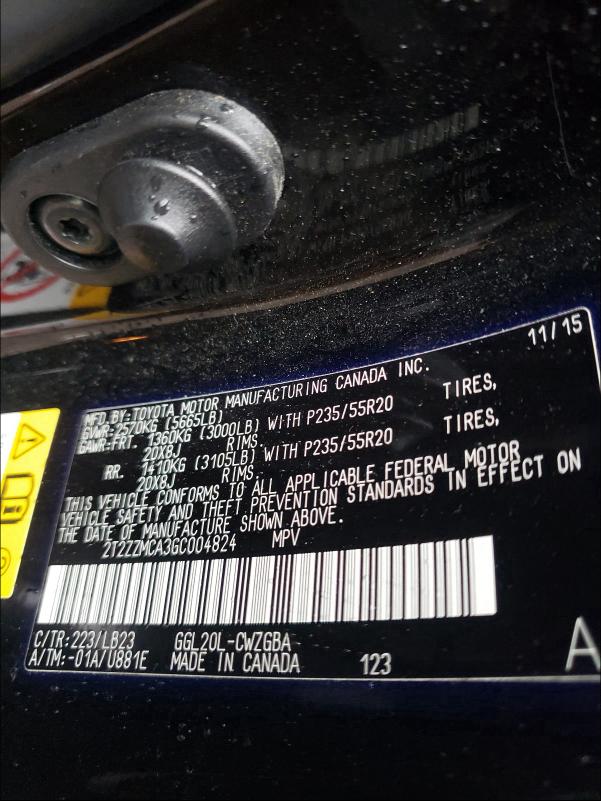 11/15
MFD.BY:TOYOTA MOTOR MANUFACTURING CANADA INC.
GVWR:2570KG (5665LB)
GAWR:FRT. 1360KG (3000LB) WITH P235/55R20 TIRES,
20X8J RIMS
RR. 1410KG (3105LB) WITH P235/55R20 TIRES,
20X8J RIMS
THIS VEHICLE CONFORMS TO ALL APPLICABLE FEDERAL MOTOR
VEHICLE SAFETY AND THEFT PREVENTION STANDARDS IN EFFECT ON
THE DATE OF MANUFACTURE SHOWN ABOVE.
2T2ZZMCA3GC004824 MPV
C/TR:223/LB23 GGL20L-CWZGBA
A/TM:-01A/U881E MADE IN CANADA 123
A